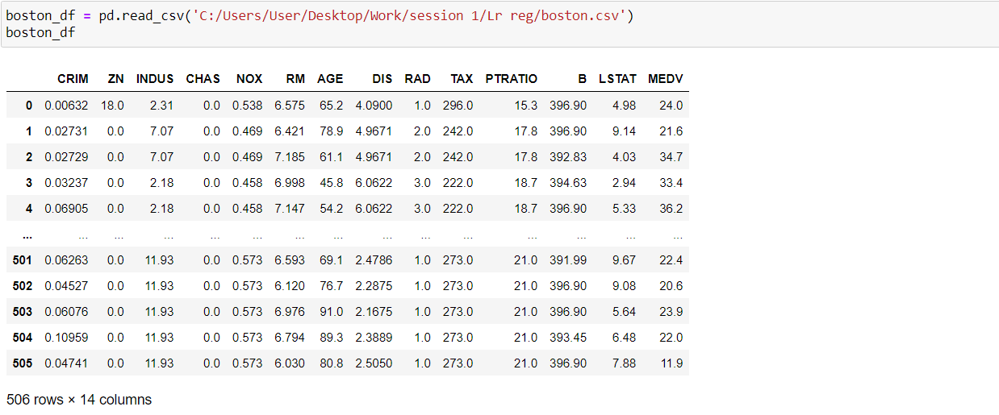 boston_df = pd.read_csv('C:/Users/User/Desktop/Work/session 1/Lr reg/boston.csv')
boston_df
CRIM ZN INDUS CHAS NOX RM AGE DIS RAD TAX PTRATIO B LSTAT MEDV
0 0.00632 18.0 2.31 0.0 0.538 6.575 65.2 4.0900 1.0 296.0 15.3 396.90 4.98 24.0
1 0.02731 0.0 7.07 0.0 0.469 6.421 78.9 4.9671 2.0 242.0 17.8 396.90 9.14 21.6
2 0.02729 0.0 7.07 0.0 0.469 7.185 61.1 4.9671 2.0 242.0 17.8 392.83 4.03 34.7
3 0.03237 0.0 2.18 0.0 0.458 6.998 45.8 6.0622 3.0 222.0 18.7 394.63 2.94 33.4
4 0.06905 0.0 2.18 0.0 0.458 7.147 54.2 6.0622 3.0 222.0 18.7 396.90 5.33 36.2
... ... ... ... ... ... ... ... ... ... ... ... ... ... ...
501 0.06263 0.0 11.93 0.0 0.573 6.593 69.1 2.4786 1.0 273.0 21.0 391.99 9.67 22.4
502 0.04527 0.0 11.93 0.0 0.573 6.120 76.7 2.2875 1.0 273.0 21.0 396.90 9.08 20.6
503 0.06076 0.0 11.93 0.0 0.573 6.976 91.0 2.1675 1.0 273.0 21.0 396.90 5.64 23.9
504 0.10959 0.0 11.93 0.0 0.573 6.794 89.3 2.3889 1.0 273.0 21.0 393.45 6.48 22.0
505 0.04741 0.0 11.93 0.0 0.573 6.030 80.8 2.5050 1.0 273.0 21.0 396.90 7.88 11.9
506 rows × 14 columns